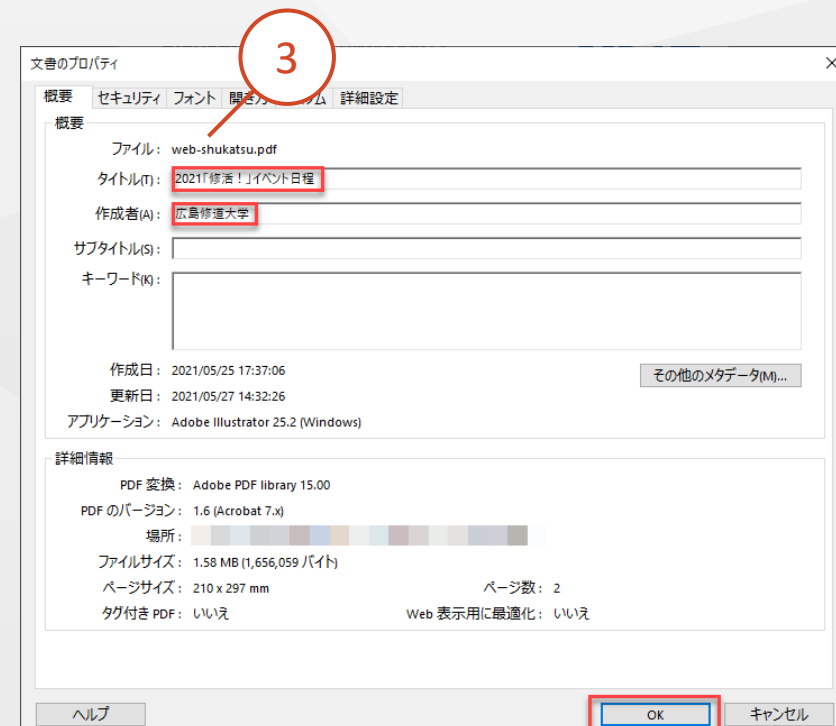 3
文書のプロパティ
概要 セキュリティ フォント 開き方 詳細設定
概要
ファイル： web-shukatsu.pdf
タイトル(T)： 2021「修活！」イベント日程
作成者(A)： 広島修道大学
サブタイトル(S)：
キーワード(K)：
作成日： 2021/05/25 17:37:06
その他のメタデータ(M)...
更新日： 2021/05/27 14:32:26
アプリケーション： Adobe Illustrator 25.2 (Windows)
詳細情報
PDF 変換： Adobe PDF library 15.00
PDF のバージョン： 1.6 (Acrobat 7.x)
場所：
ファイルサイズ： 1.58 MB (1,656,059 バイト)
ページサイズ： 210 x 297 mm ページ数： 2
タグ付き PDF： いいえ Web 表示用に最適化： いいえ
ヘルプ OK キャンセル